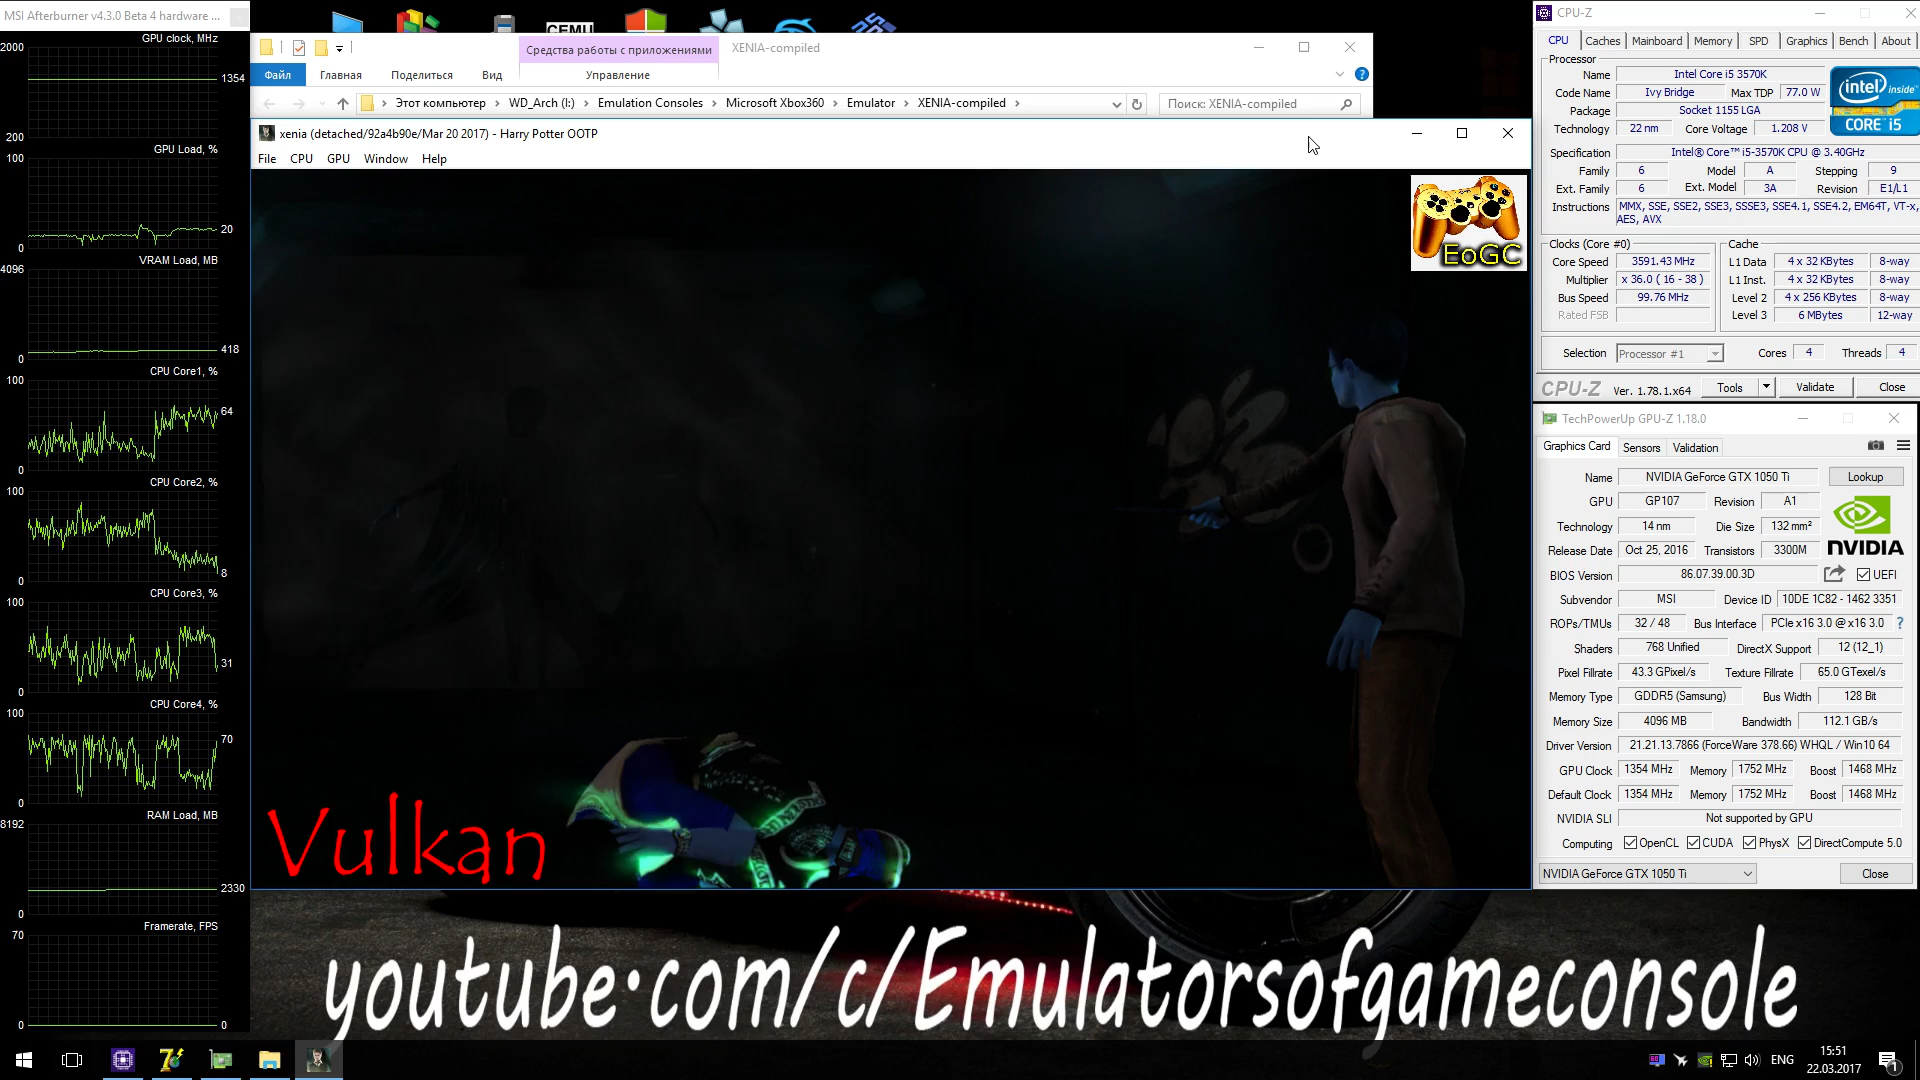 MSI Afterburner v4.3.0 Beta 4 hardware ...
GPU clock, MHz
2000
1354
200
GPU Load, %
100
20
0
VRAM Load, MB
4096
418
0
CPU Core1, %
100
64
0
CPU Core2, %
100
8
0
CPU Core3, %
100
31
0
CPU Core4, %
100
70
0
RAM Load, MB
8192
2330
0
Framerate, FPS
70
0
0
CEMU
Средства работы с приложениями
XENIA-compiled
Файл
Главная
Поделиться
Вид
Управление
Этот компьютер > WD_Arch (I:) > Emulation Consoles > Microsoft Xbox360 > Emulator > XENIA-compiled >
Поиск: XENIA-compiled
xenia (detached/92a4b90e/Mar 20 2017) - Harry Potter OOTP
File CPU GPU Window Help
EoGC
Vulkan
youtube.com/c/Emulatorsofgameconsole
CPU-Z
CPU Caches Mainboard Memory SPD Graphics Bench About
Processor
Name Intel Core i5 3570K
Code Name Ivy Bridge Max TDP 77.0 W
Package Socket 1155 LGA
Technology 22 nm Core Voltage 1.208 V
intel inside™
CORE i5
Specification Intel® Core™ i5-3570K CPU @ 3.40GHz
Family 6 Model A Stepping 9
Ext. Family 6 Ext. Model 3A Revision E1/L1
Instructions MMX, SSE, SSE2, SSE3, SSSE3, SSE4.1, SSE4.2, EM64T, VT-x,
AES, AVX
Clocks (Core #0)
Core Speed 3591.43 MHz
Multiplier x 36.0 ( 16 - 38 )
Bus Speed 99.76 MHz
Rated FSB
Cache
L1 Data 4 x 32 KBytes 8-way
L1 Inst. 4 x 32 KBytes 8-way
Level 2 4 x 256 KBytes 8-way
Level 3 6 MBytes 12-way
Selection Processor #1 Cores 4 Threads 4
CPU-Z Ver. 1.78.1.x64 Tools Validate Close
TechPowerUp GPU-Z 1.18.0
Graphics Card Sensors Validation
Name NVIDIA GeForce GTX 1050 Ti Lookup
GPU GP107 Revision A1
Technology 14 nm Die Size 132 mm²
Release Date Oct 25, 2016 Transistors 3300M
NVIDIA
BIOS Version 86.07.39.00.3D UEFI
Subvendor MSI Device ID 10DE 1C82 - 1462 3351
ROPs/TMUs 32 / 48 Bus Interface PCIe x16 3.0 @ x16 3.0 ?
Shaders 768 Unified DirectX Support 12 (12_1)
Pixel Fillrate 43.3 GPixel/s Texture Fillrate 65.0 GTexel/s
Memory Type GDDR5 (Samsung) Bus Width 128 Bit
Memory Size 4096 MB Bandwidth 112.1 GB/s
Driver Version 21.21.13.7866 (ForceWare 378.66) WHQL / Win10 64
GPU Clock 1354 MHz Memory 1752 MHz Boost 1468 MHz
Default Clock 1354 MHz Memory 1752 MHz Boost 1468 MHz
NVIDIA SLI Not supported by GPU
Computing OpenCL CUDA PhysX DirectCompute 5.0
NVIDIA GeForce GTX 1050 Ti Close
ENG
15:51
22.03.2017
1